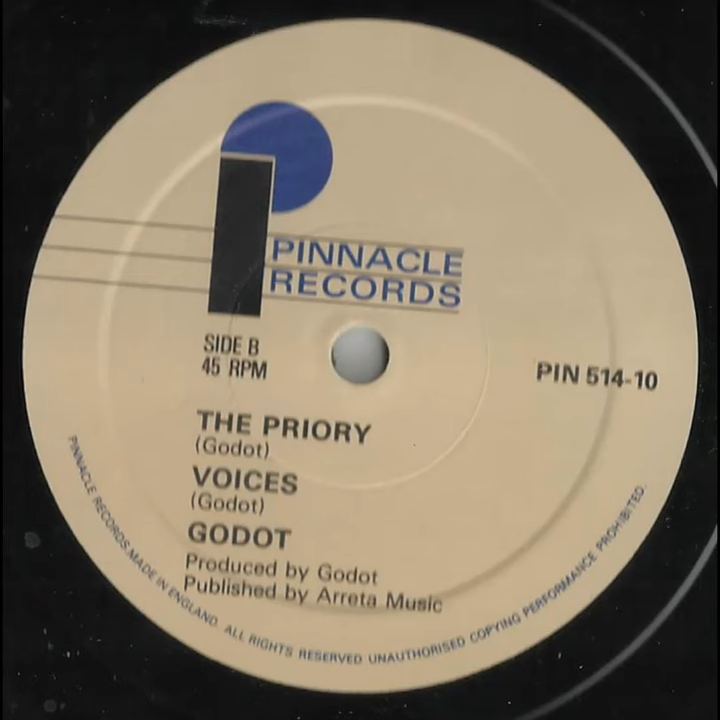 PINNACLE
RECORDS
SIDE B
45 RPM
PIN 514-10
THE PRIORY
(Godot)
VOICES
(Godot)
GODOT
Produced by Godot
Published by Arreta Music
PINNACLE RECORDS. MADE IN ENGLAND. ALL RIGHTS RESERVED UNAUTHORISED COPYING PERFORMANCE PROHIBITED.